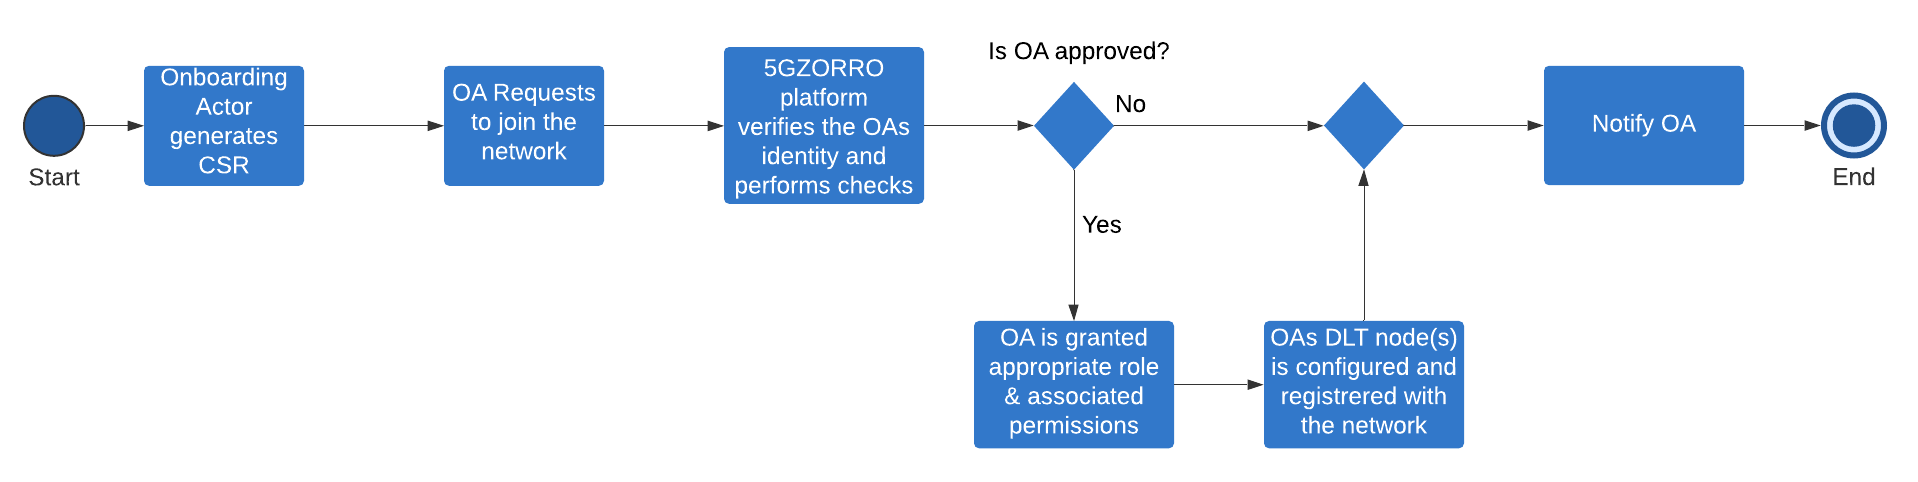 Start
Onboarding
Actor
generates
CSR
OA Requests
to join the
network
5GZORRO
platform
verifies the OAs
identity and
performs checks
Is OA approved?
No
Yes
OA is granted
appropriate role
& associated
permissions
OAs DLT node(s)
is configured and
registrered with
the network
Notify OA
End